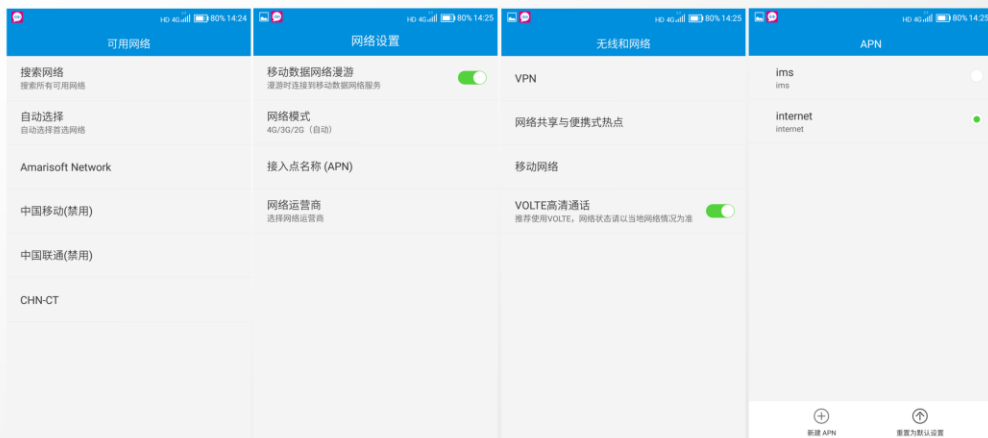 HD 4G 80% 14:24
可用网络
搜索网络
搜索所有可用网络
自动选择
自动选择首选网络
Amarisoft Network
中国移动(禁用)
中国联通(禁用)
CHN-CT
HD 4G 80% 14:25
网络设置
移动数据网络漫游
漫游时连接到移动数据网络服务
网络模式
4G/3G/2G（自动）
接入点名称 (APN)
网络运营商
选择网络运营商
HD 4G 80% 14:25
无线和网络
VPN
网络共享与便携式热点
移动网络
VOLTE高清通话
推荐使用VOLTE，网络状态请以当地网络情况为准
HD 4G 80% 14:25
APN
ims
ims
internet
internet
新建 APN
重置为默认设置